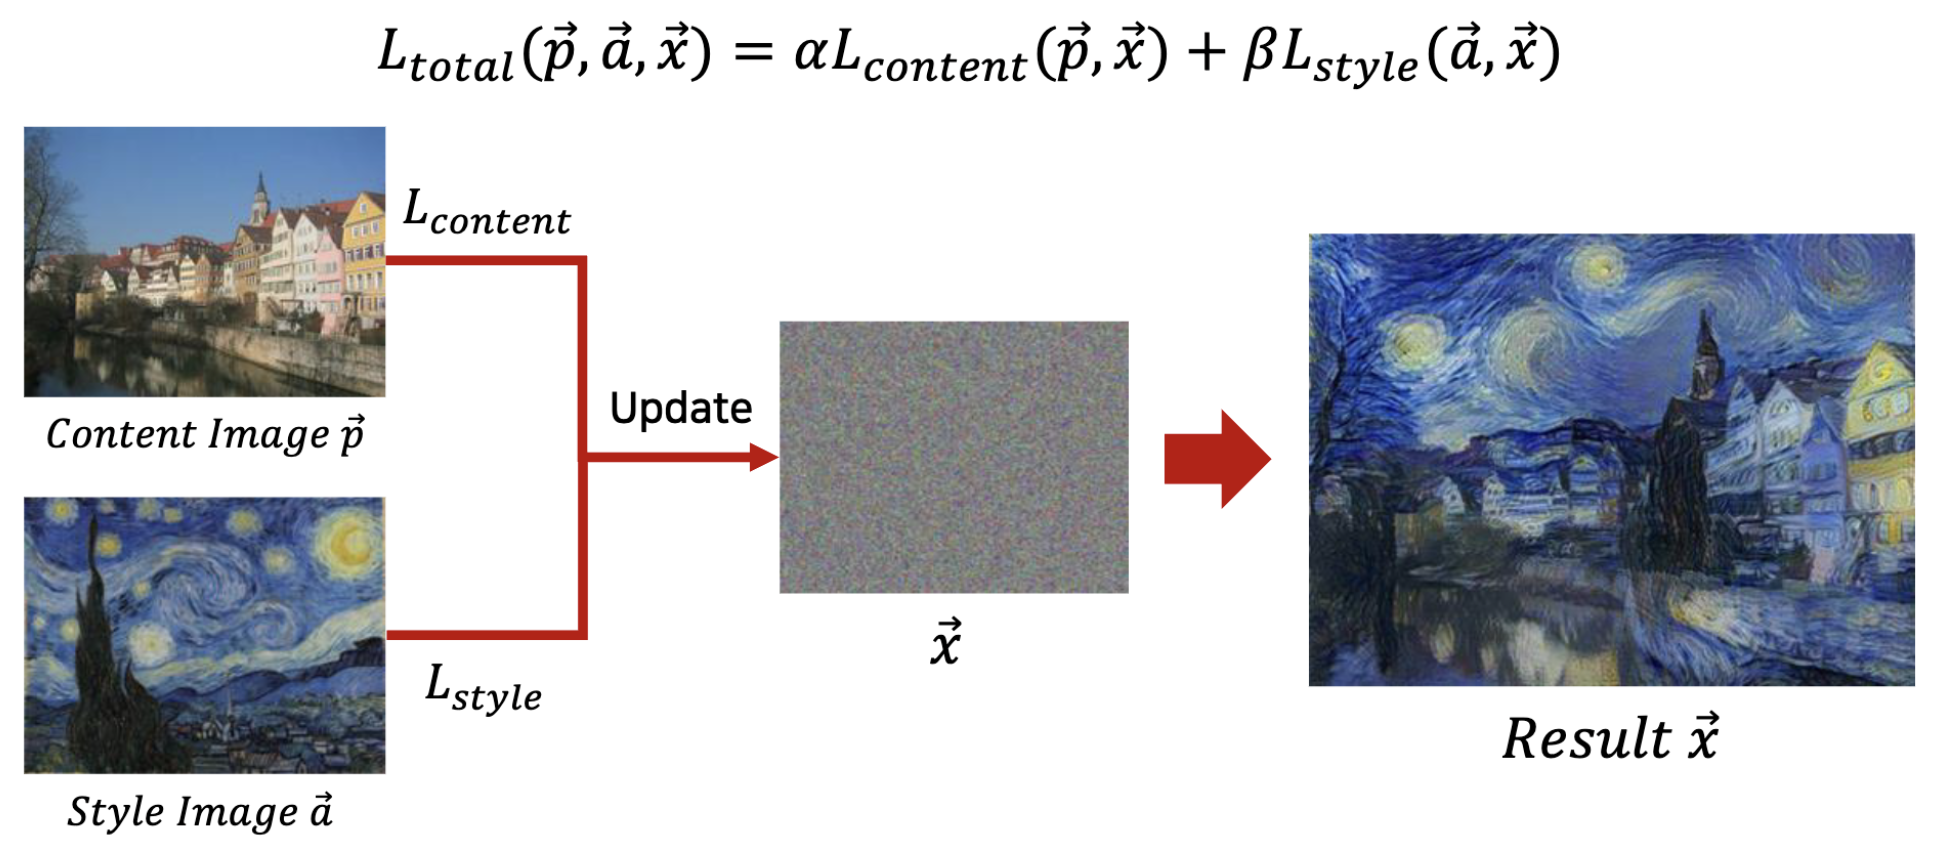 L_total(p⃗, a⃗, x⃗) = αL_content(p⃗, x⃗) + βL_style(a⃗, x⃗)
L_content
Content Image p⃗
Update
x⃗
L_style
Style Image a⃗
Result x⃗